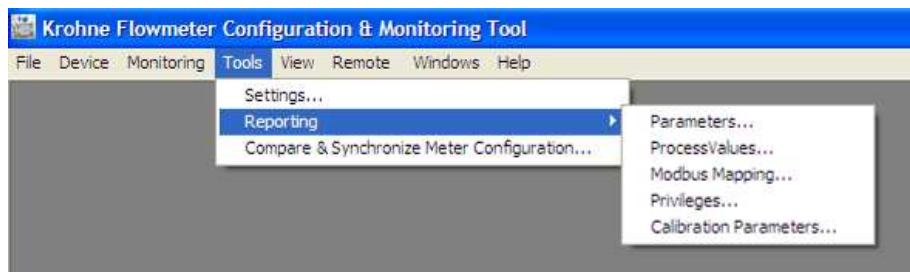 Krohne Flowmeter Configuration & Monitoring Tool
File Device Monitoring Tools View Remote Windows Help
Settings...
Reporting
Compare & Synchronize Meter Configuration...
Parameters...
ProcessValues...
Modbus Mapping...
Privileges...
Calibration Parameters...